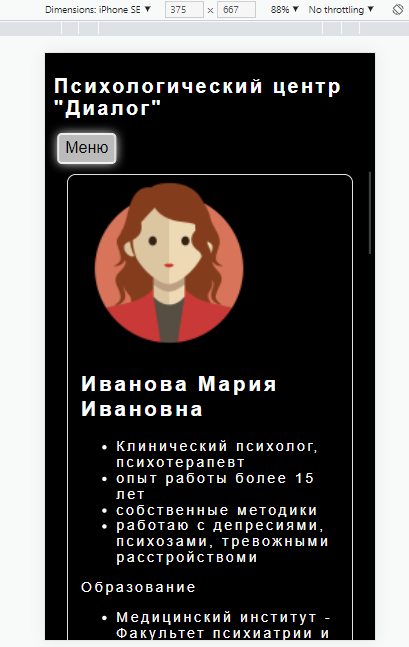 Dimensions: iPhone SE ▼ 375 × 667 88% ▼ No throttling ▼
Психологический центр
"Диалог"
Меню
Иванова Мария
Ивановна
• Клинический психолог,
психотерапевт
• опыт работы более 15
лет
• собственные методики
• работаю с депресиями,
психозами, тревожными
расстройствоми
Образование
• Медицинский институт -
Факультет психиатрии и